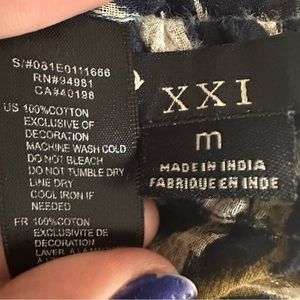 S/#081E0111666
RN#94981
CA#40198
US 100%COTTON
EXCLUSIVE OF
DECORATION
MACHINE WASH COLD
DO NOT BLEACH
DO NOT TUMBLE DRY
LINE DRY
COOL IRON IF
NEEDED
FR 100%COTON
EXCLUSIVITE DE
DECORATION
LAVER A LA
XXI
m
MADE IN INDIA
FABRIQUE EN INDE